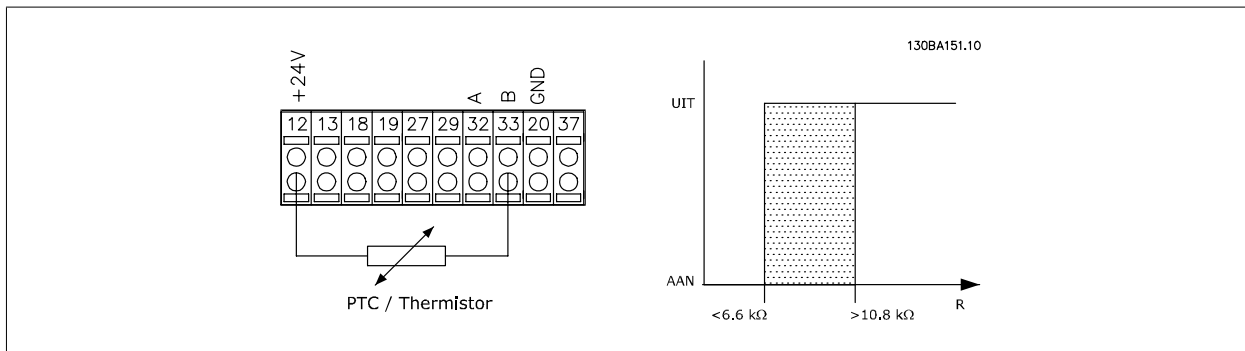 130BA151.10
+24V
A
B
GND
12 13 18 19 27 29 32 33 20 37
PTC / Thermistor
UIT
AAN
<6.6 kΩ
>10.8 kΩ
R